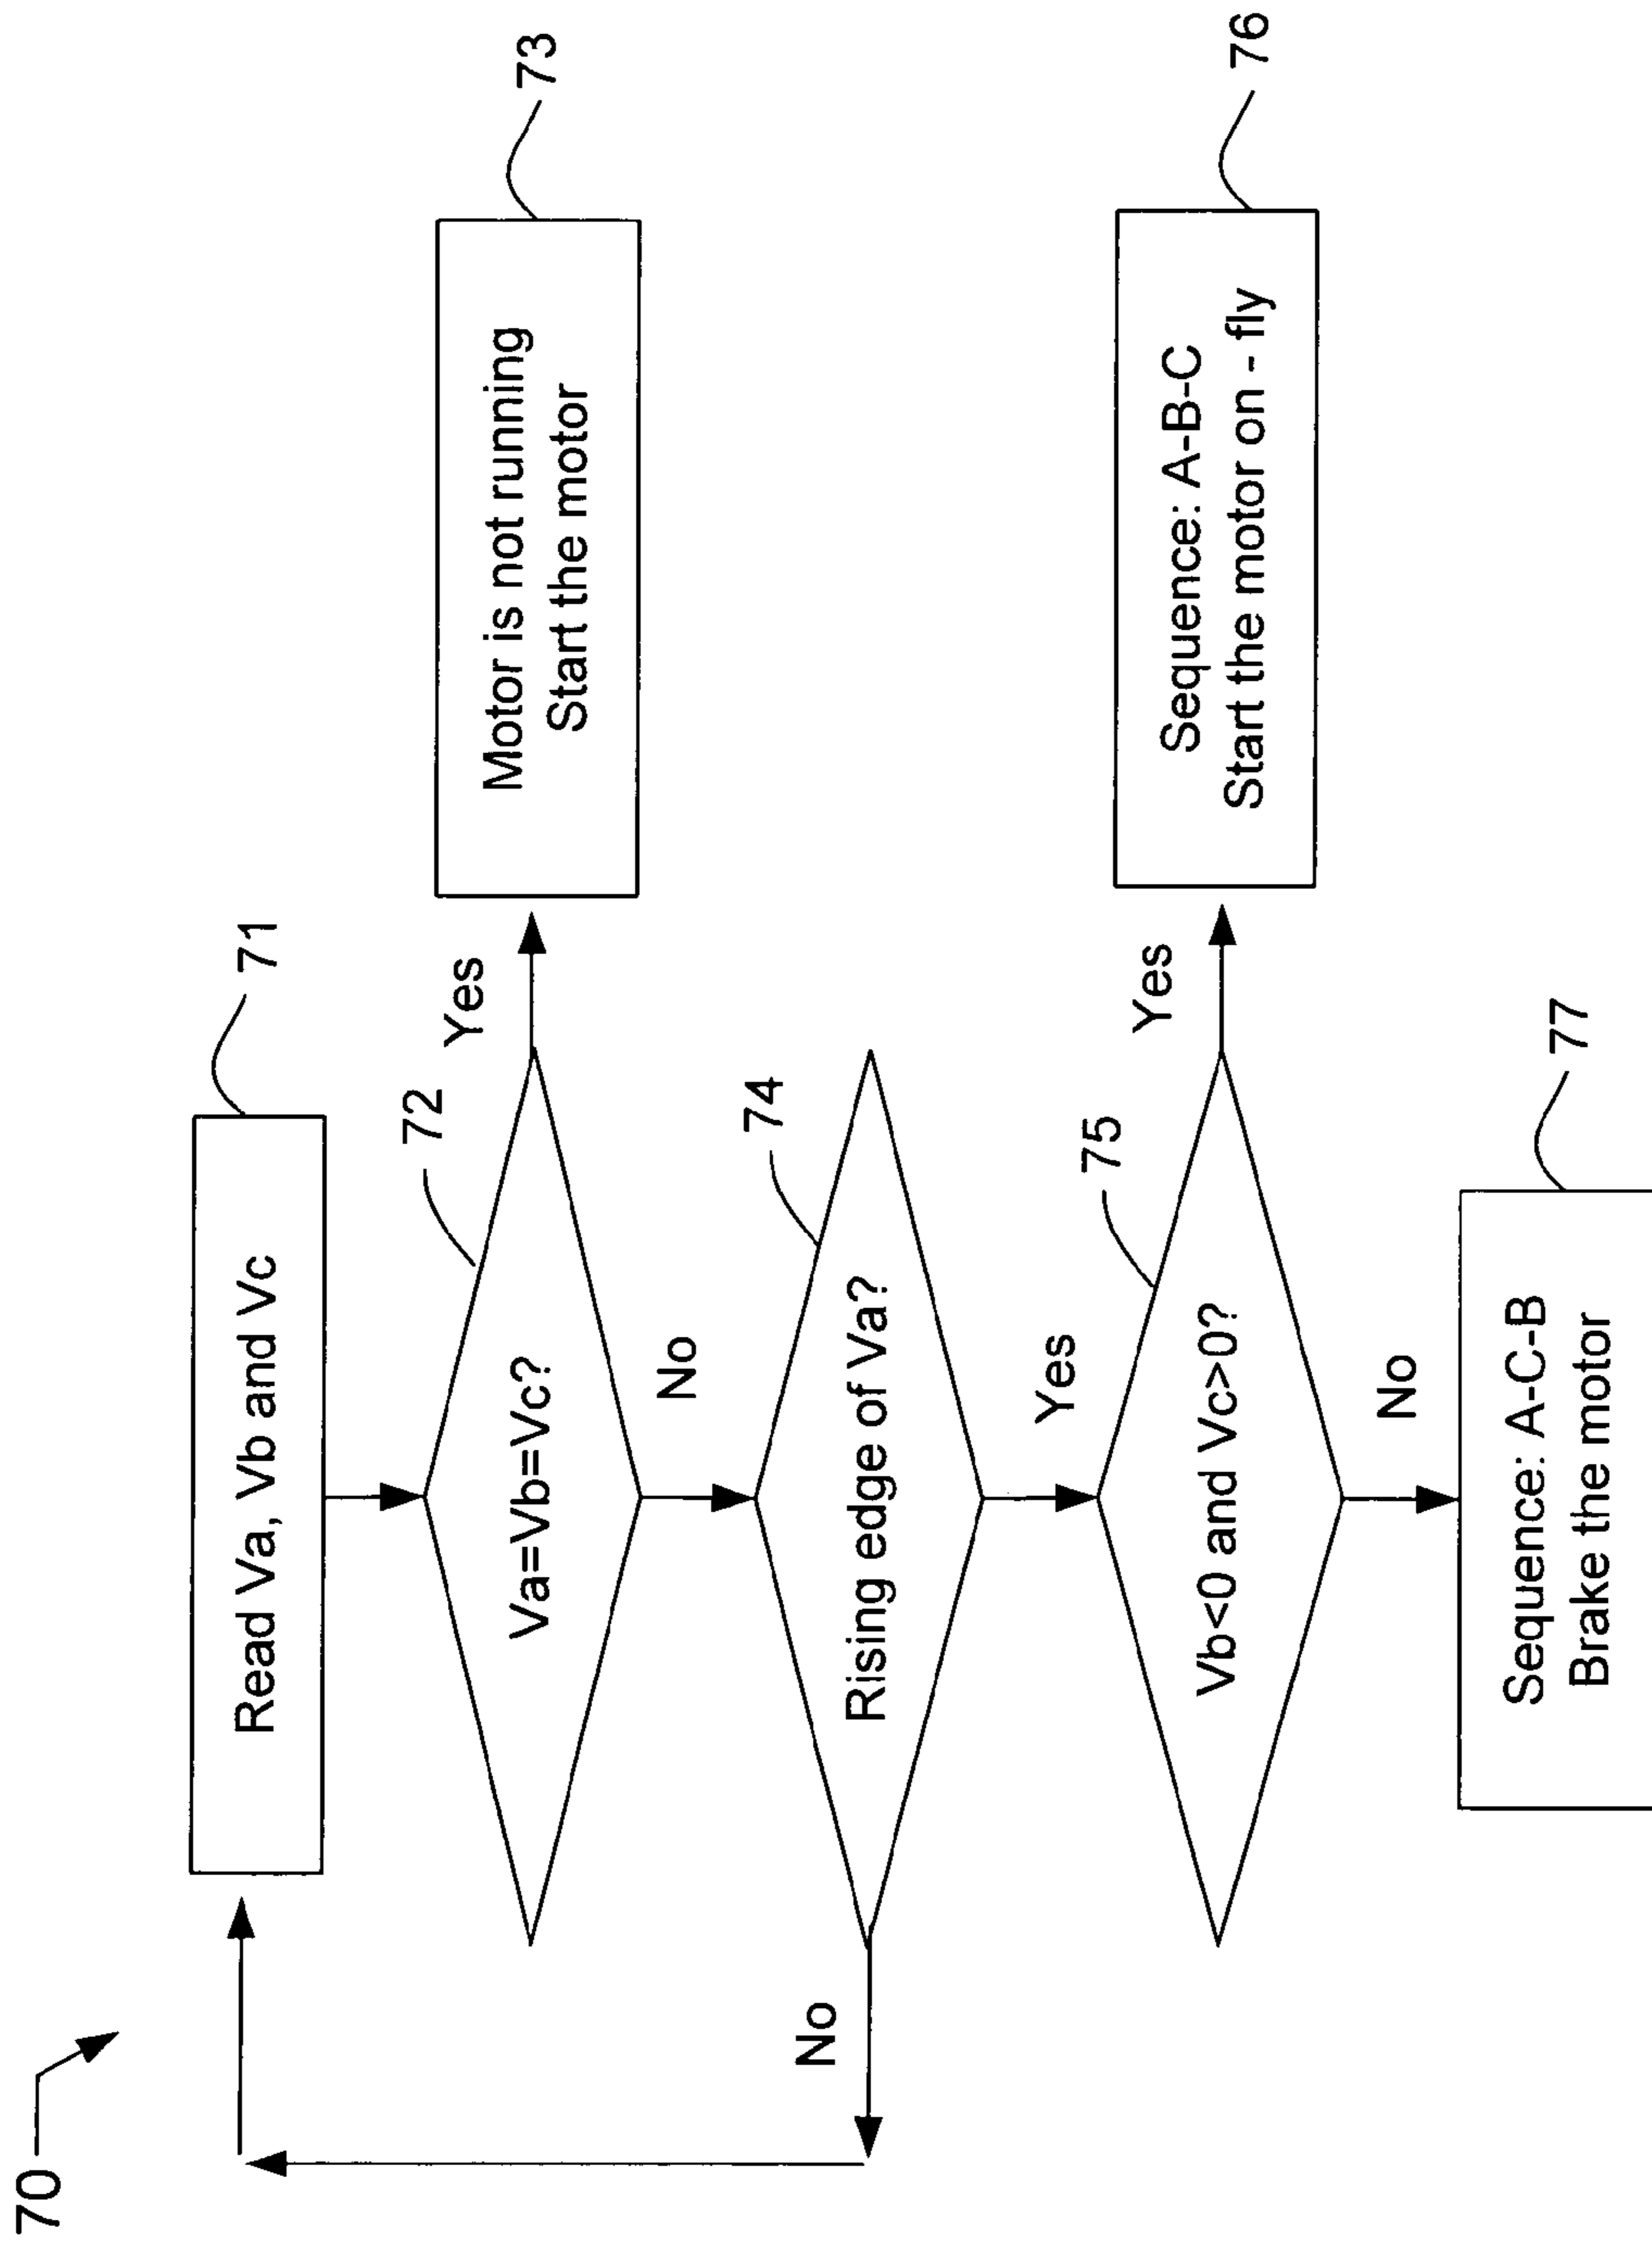 70
Read Va, Vb and Vc
71
72
Va=Vb=Vc?
Yes
Motor is not running
Start the motor
73
No
74
Rising edge of Va?
No
Yes
75
Vb<0 and Vc>0?
Yes
Sequence: A-B-C
Start the motor on - fly
76
No
Sequence: A-C-B
Brake the motor
77